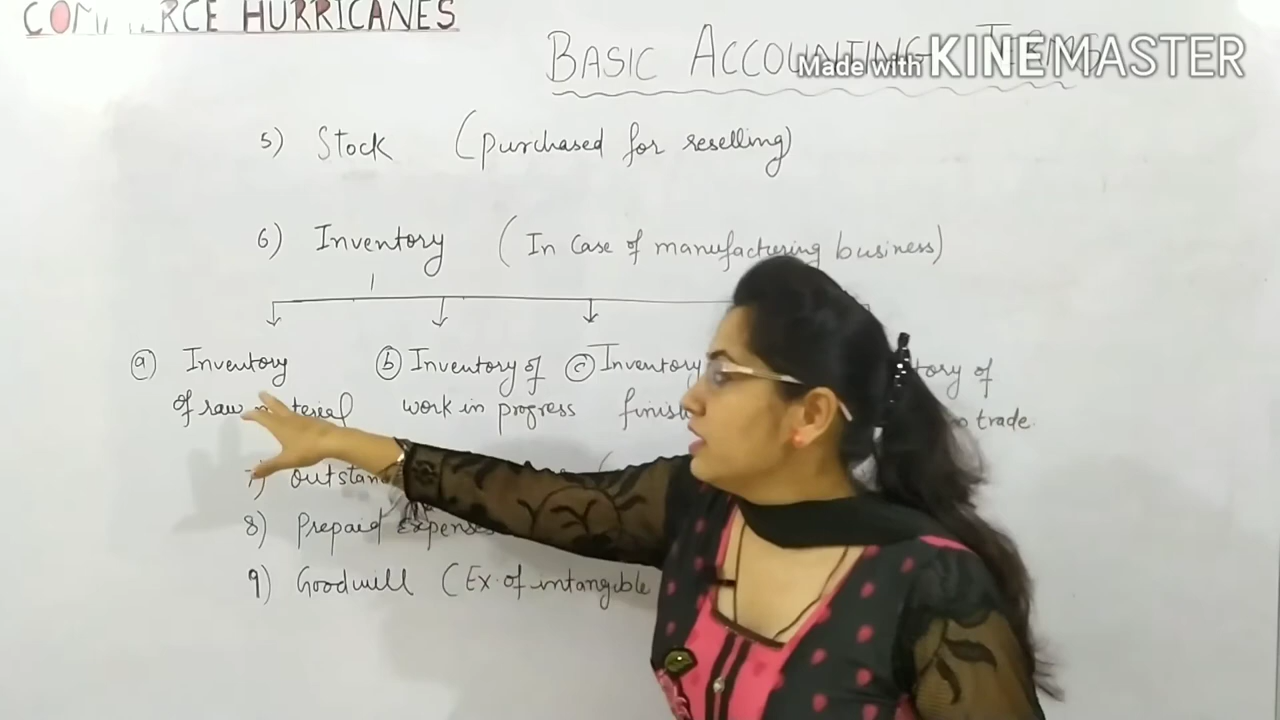 COMMERCE HURRICANES
BASIC ACCOUNTING TERMS
Made with KINEMASTER
5) Stock (purchased for reselling)
6) Inventory (In Case of manufacturing business)
(a) Inventory (b) Inventory of (c) Inventory of
of raw material work in progress trade.
7)
8) Prepaid Expenses
9) Goodwill (Ex. of intangible